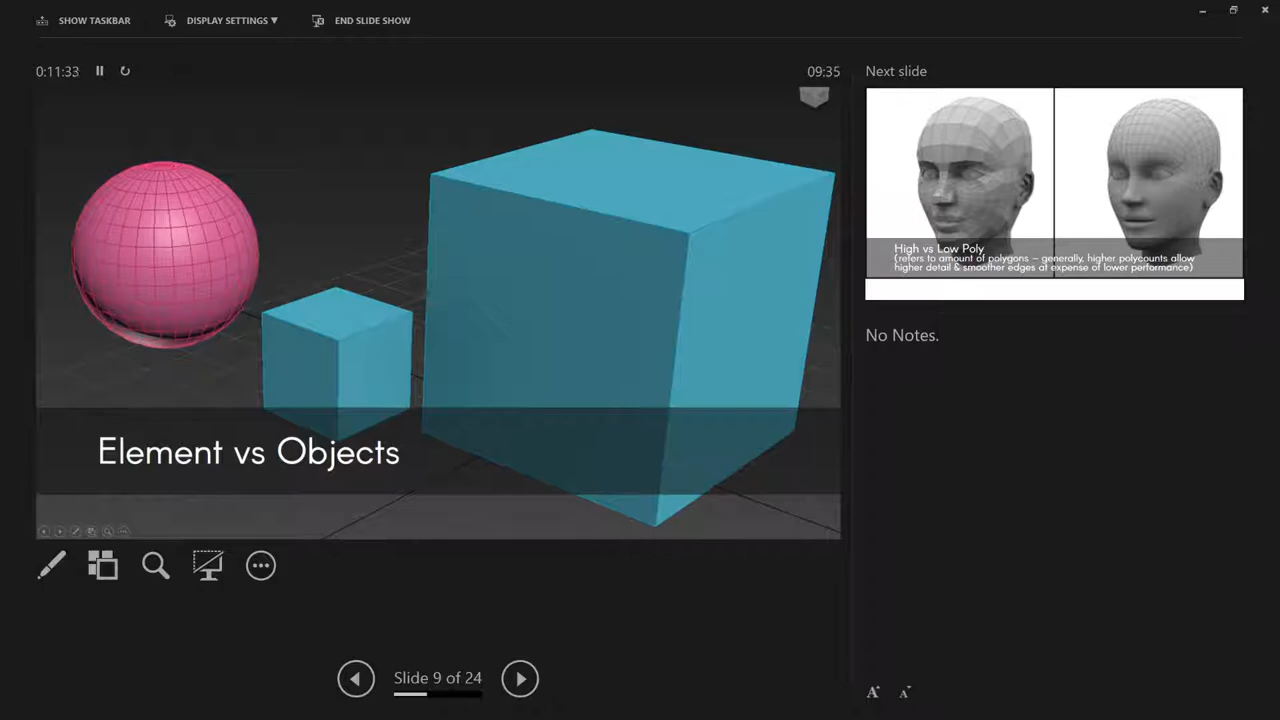 SHOW TASKBAR
DISPLAY SETTINGS ▼
END SLIDE SHOW
0:11:33
09:35
Element vs Objects
Slide 9 of 24
Next slide
High vs Low Poly
(refers to amount of polygons – generally, higher polycounts allow
higher detail & smoother edges at expense of lower performance)
No Notes.
A
A